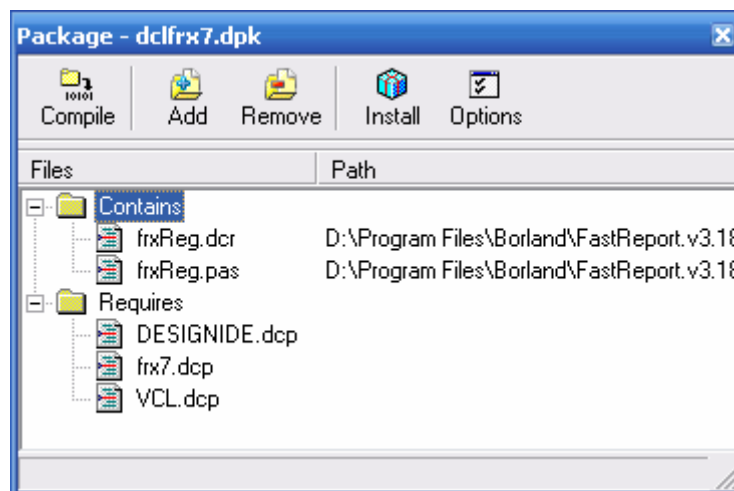 Package - dclfrx7.dpk
Compile Add Remove Install Options
Files Path
Contains
frxReg.dcr D:\Program Files\Borland\FastReport.v3.18
frxReg.pas D:\Program Files\Borland\FastReport.v3.18
Requires
DESIGNIDE.dcp
frx7.dcp
VCL.dcp